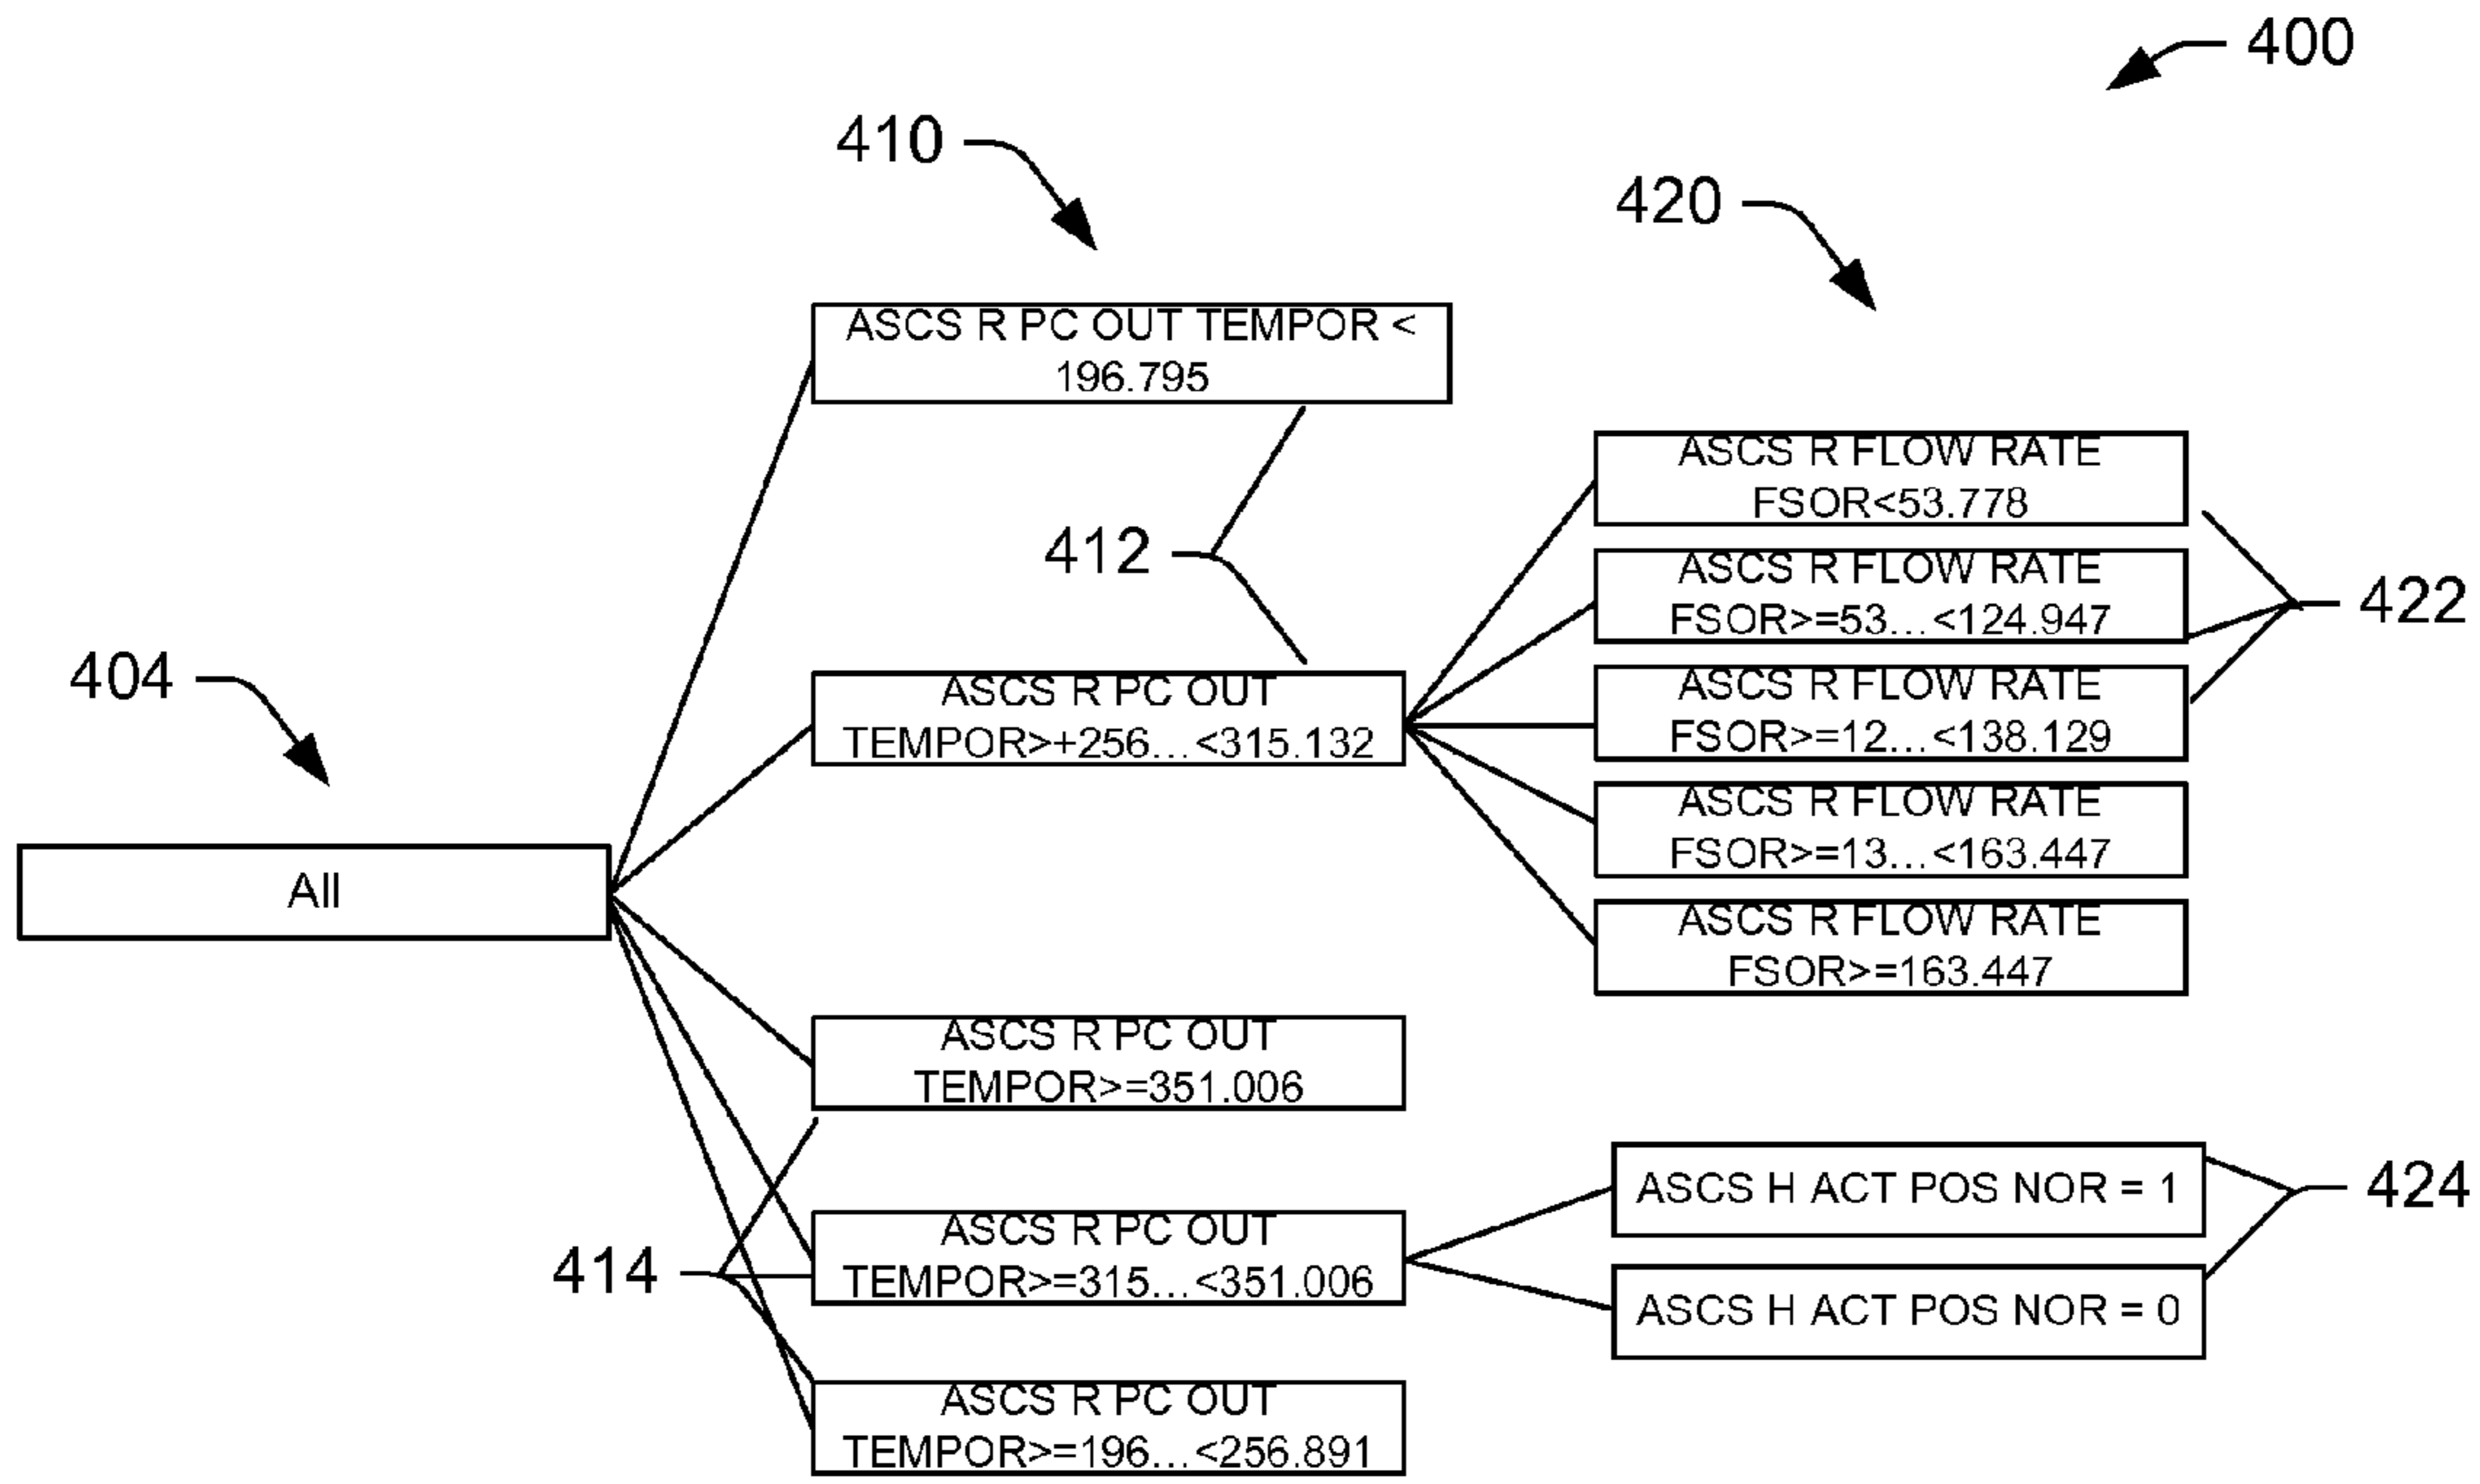 400
410
420
ASCS R PC OUT TEMPOR <
196.795
ASCS R FLOW RATE
FSOR<53.778
412
ASCS R FLOW RATE
FSOR>=53... <124.947
422
404
ASCS R PC OUT
TEMPOR>+256... <315.132
ASCS R FLOW RATE
FSOR>=12... <138.129
ASCS R FLOW RATE
FSOR>=13... <163.447
All
ASCS R FLOW RATE
FSOR>=163.447
ASCS R PC OUT
TEMPOR>=351.006
ASCS H ACT POS NOR = 1
424
414
ASCS R PC OUT
TEMPOR>=315... <351.006
ASCS H ACT POS NOR = 0
ASCS R PC OUT
TEMPOR>=196... <256.891